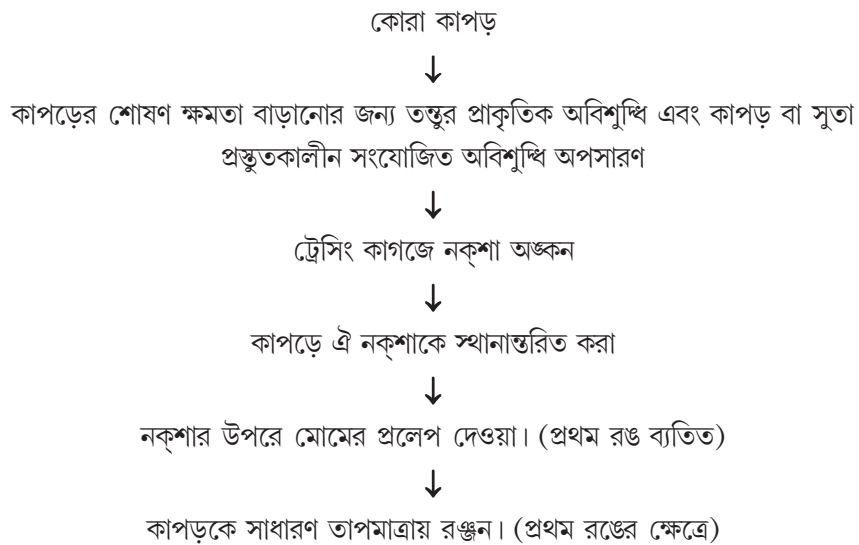 কোরা কাপড়
↓
কাপড়ের শোষণ ক্ষমতা বাড়ানোর জন্য তন্তুর প্রাকৃতিক অবিশুদ্ধি এবং কাপড় বা সুতা
প্রস্তুতকালীন সংযোজিত অবিশুদ্ধি অপসারণ
↓
ট্রেসিং কাগজে নক্‌শা অঙ্কন
↓
কাপড়ে ঐ নক্‌শাকে স্থানান্তরিত করা
↓
নক্‌শার উপরে মোমের প্রলেপ দেওয়া। (প্রথম রঙ ব্যতিত)
↓
কাপড়কে সাধারণ তাপমাত্রায় রঞ্জন। (প্রথম রঙের ক্ষেত্রে)